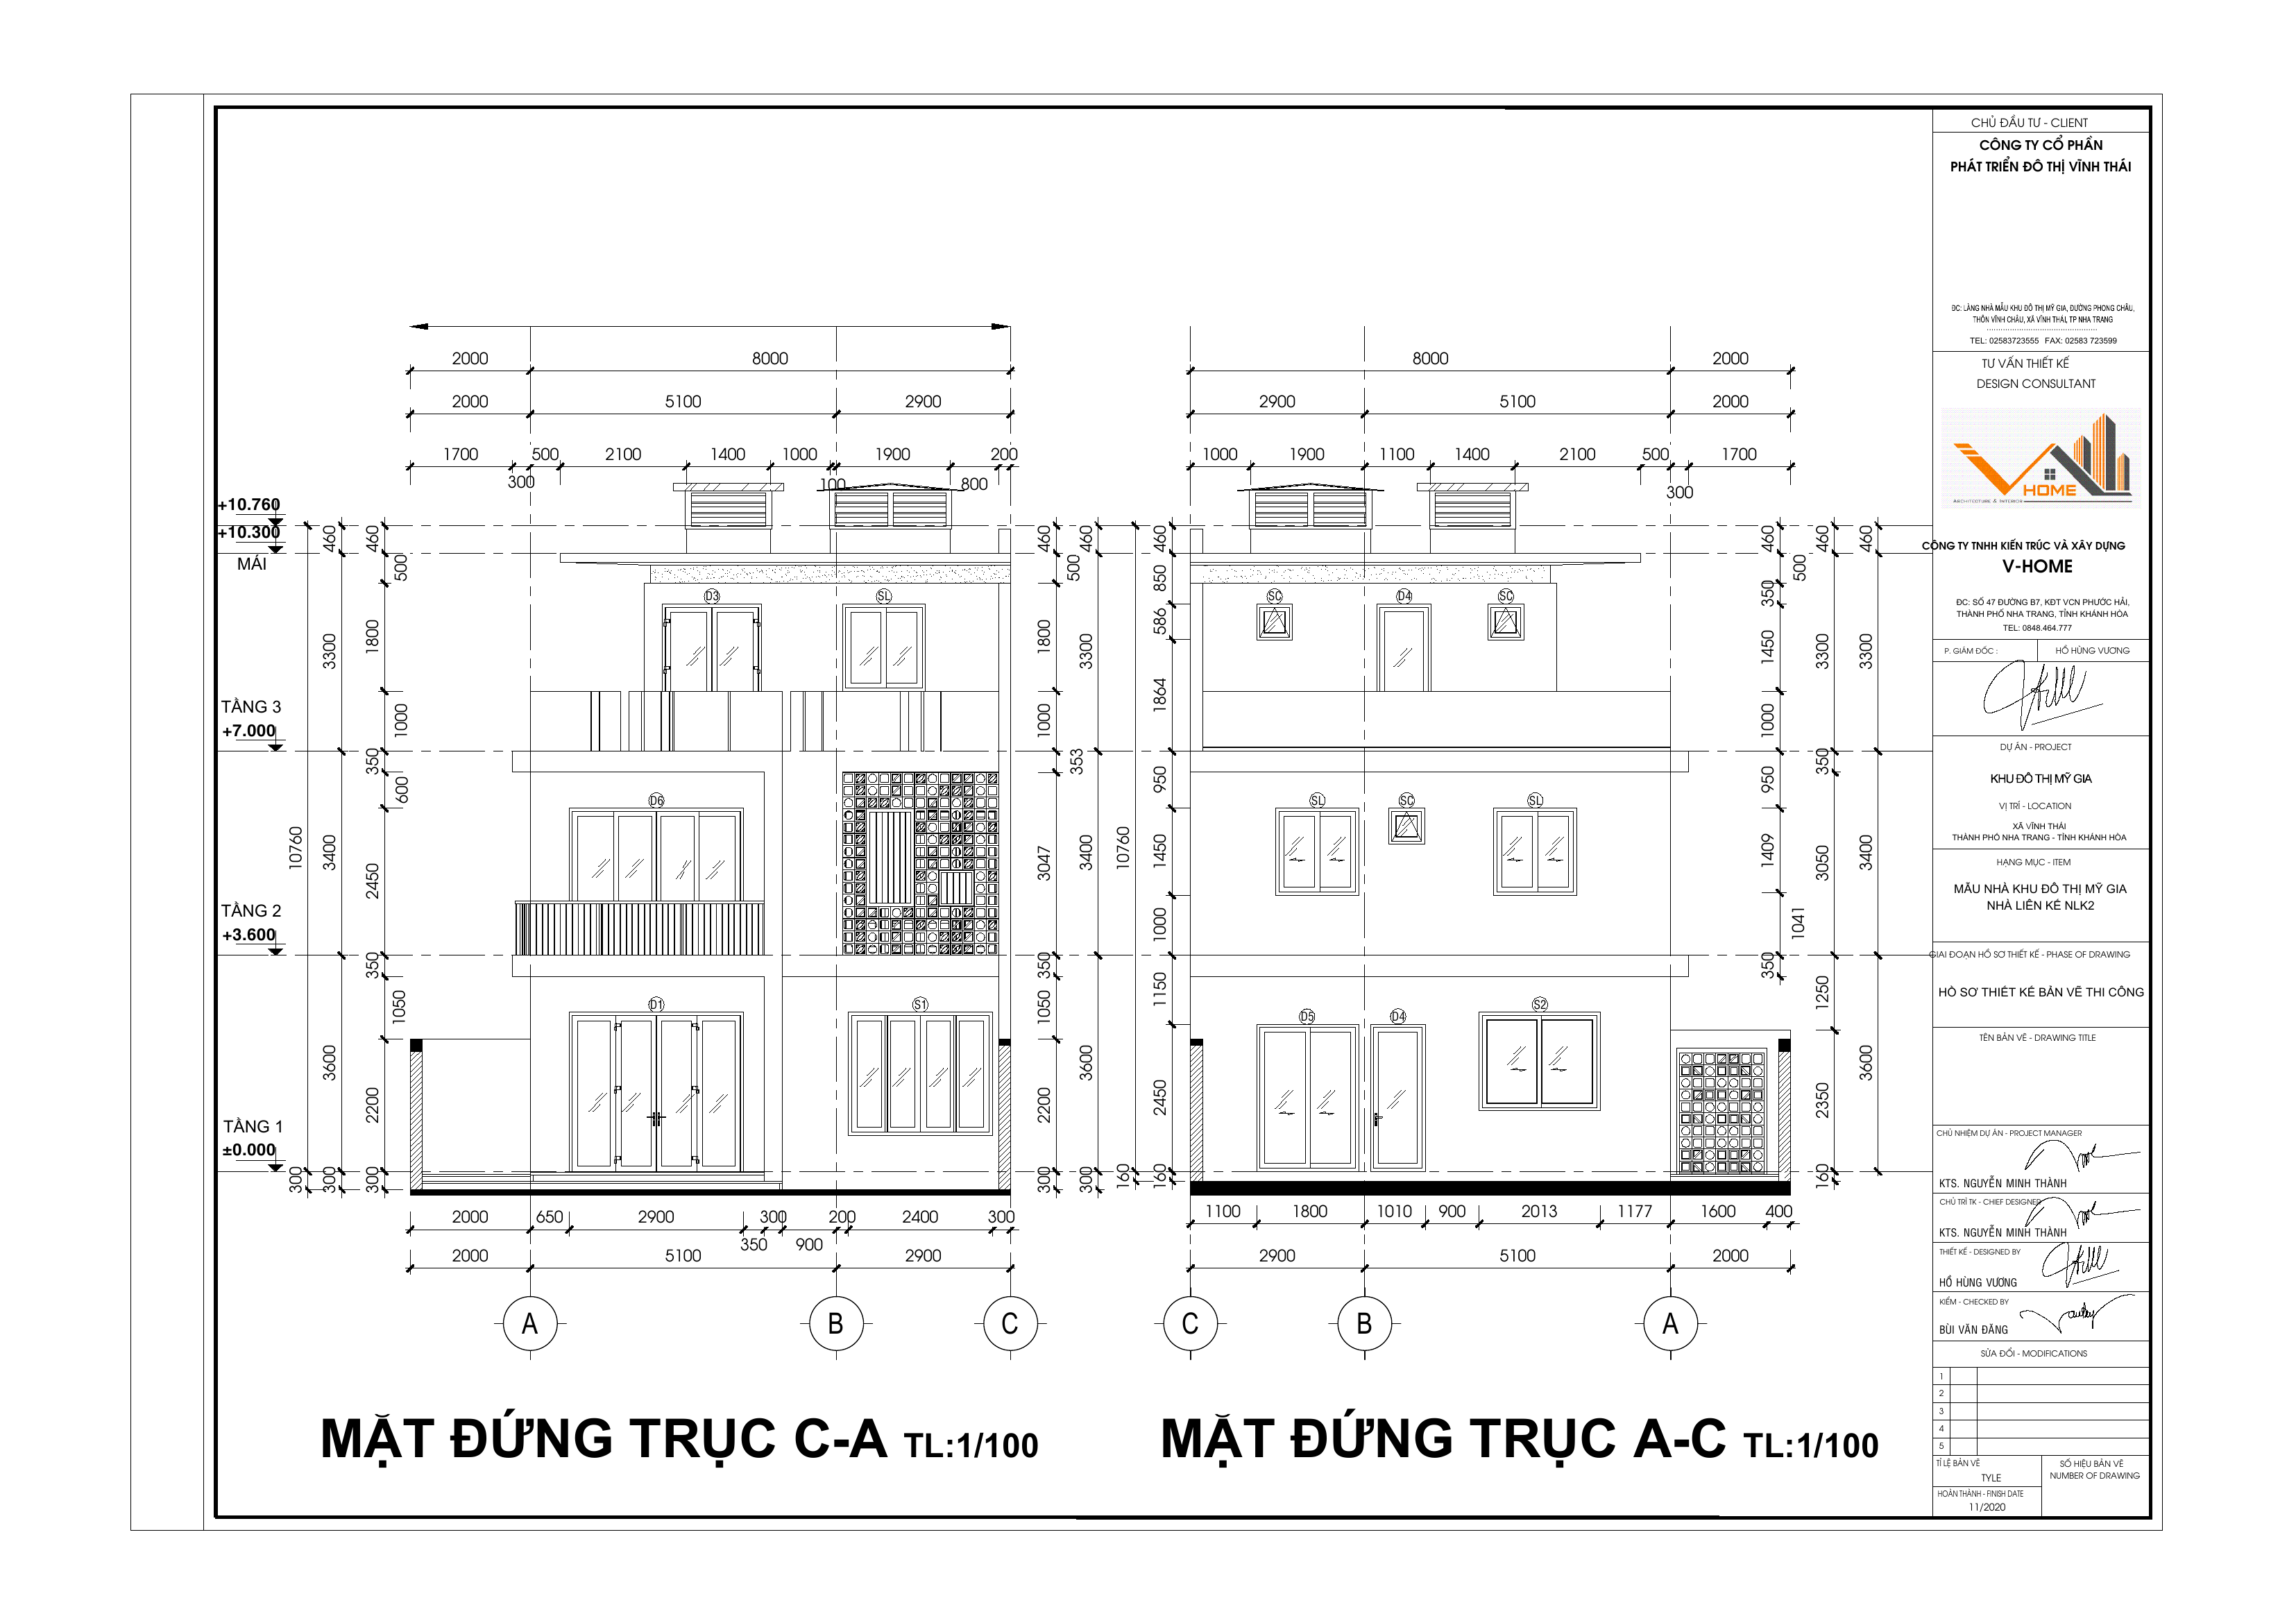 2000
8000
2000
5100
2900
1700
500
2100
1400
1000
1900
200
300
100
800
8000
2000
2900
5100
2000
1000
1900
1100
1400
2100
500
1700
300
+10.760
+10.300
MÁI
TẦNG 3
+7.000
TẦNG 2
+3.600
TẦNG 1
±0.000
10760
300
460
3300
3400
3600
300
460
500
1800
1000
350
600
2450
350
1050
2200
300
D3
SL
D6
D1
S1
460
500
1800
1000
353
3047
350
1050
2200
300
460
3300
3400
3600
300
10760
160
460
850
586
1864
950
1450
1000
1150
2450
160
SC
D4
SC
SL
SC
SL
D5
D4
S2
460
500
350
1450
1000
950
1409
1041
350
460
3300
350
3050
1250
2350
160
460
3300
3400
3600
2000
650
2900
300
200
2400
300
350
900
2000
5100
2900
1100
1800
1010
900
2013
1177
1600
400
2900
5100
2000
A
B
C
C
B
A
MẶT ĐỨNG TRỤC C-A TL:1/100
MẶT ĐỨNG TRỤC A-C TL:1/100
CHỦ ĐẦU TƯ - CLIENT
CÔNG TY CỔ PHẦN
PHÁT TRIỂN ĐÔ THỊ VĨNH THÁI
ĐC: LÀNG NHÀ MẪU KHU ĐÔ THỊ MỸ GIA, ĐƯỜNG PHONG CHÂU,
THÔN VĨNH CHÂU, XÃ VĨNH THÁI, TP NHA TRANG
TEL: 02583723555 FAX: 02583 723599
TƯ VẤN THIẾT KẾ
DESIGN CONSULTANT
HOME
ARCHITECTURE & INTERIOR
CÔNG TY TNHH KIẾN TRÚC VÀ XÂY DỰNG
V-HOME
ĐC: SỐ 47 ĐƯỜNG B7, KĐT VCN PHƯỚC HẢI,
THÀNH PHỐ NHA TRANG, TỈNH KHÁNH HÒA
TEL: 0848.464.777
P. GIÁM ĐỐC :
HỒ HÙNG VƯƠNG
DỰ ÁN - PROJECT
KHU ĐÔ THỊ MỸ GIA
VỊ TRÍ - LOCATION
XÃ VĨNH THÁI
THÀNH PHỐ NHA TRANG - TỈNH KHÁNH HÒA
HẠNG MỤC - ITEM
MẪU NHÀ KHU ĐÔ THỊ MỸ GIA
NHÀ LIÊN KẾ NLK2
GIAI ĐOẠN HỒ SƠ THIẾT KẾ - PHASE OF DRAWING
HỒ SƠ THIẾT KẾ BẢN VẼ THI CÔNG
TÊN BẢN VẼ - DRAWING TITLE
CHỦ NHIỆM DỰ ÁN - PROJECT MANAGER
KTS. NGUYỄN MINH THÀNH
CHỦ TRÌ TK - CHIEF DESIGNER
KTS. NGUYỄN MINH THÀNH
THIẾT KẾ - DESIGNED BY
HỒ HÙNG VƯƠNG
KIỂM - CHECKED BY
BÙI VĂN ĐĂNG
SỬA ĐỔI - MODIFICATIONS
1
2
3
4
5
TỈ LỆ BẢN VẼ
TYLE
SỐ HIỆU BẢN VẼ
NUMBER OF DRAWING
HOÀN THÀNH - FINISH DATE
11/2020